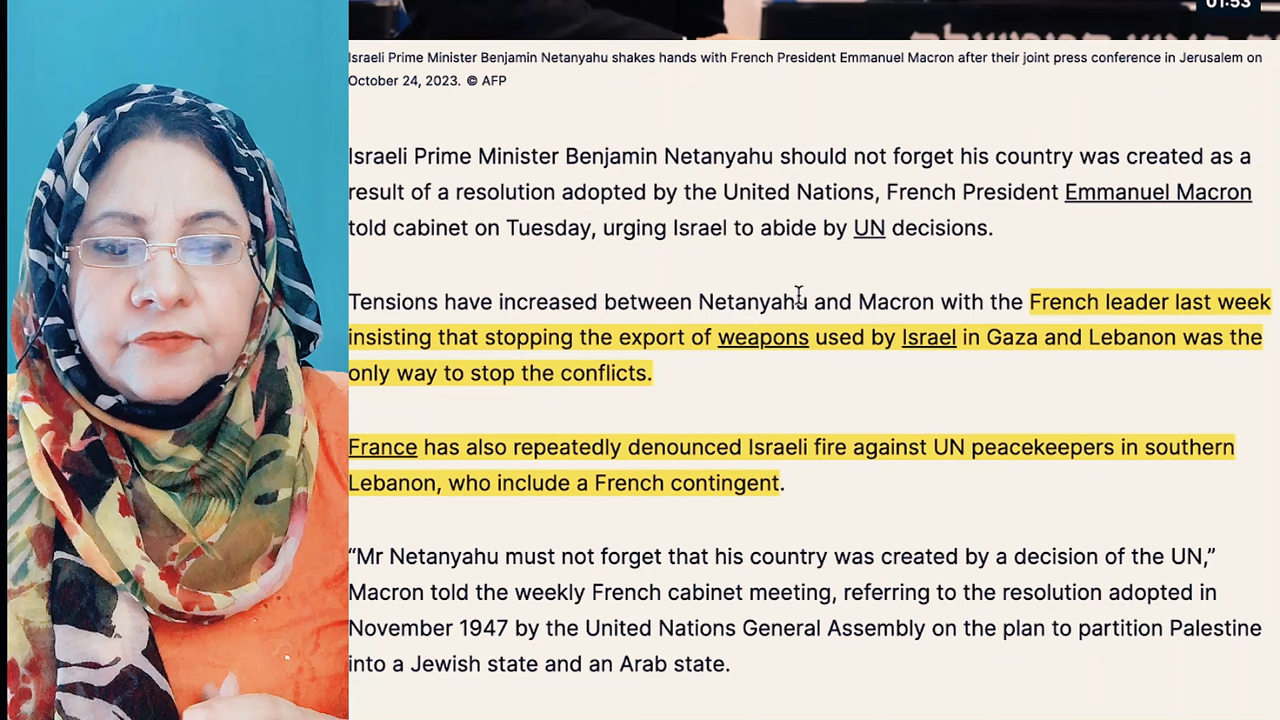 01:53
Israeli Prime Minister Benjamin Netanyahu shakes hands with French President Emmanuel Macron after their joint press conference in Jerusalem on
October 24, 2023. © AFP
Israeli Prime Minister Benjamin Netanyahu should not forget his country was created as a
result of a resolution adopted by the United Nations, French President Emmanuel Macron
told cabinet on Tuesday, urging Israel to abide by UN decisions.
Tensions have increased between Netanyahu and Macron with the French leader last week
insisting that stopping the export of weapons used by Israel in Gaza and Lebanon was the
only way to stop the conflicts.
France has also repeatedly denounced Israeli fire against UN peacekeepers in southern
Lebanon, who include a French contingent.
“Mr Netanyahu must not forget that his country was created by a decision of the UN,”
Macron told the weekly French cabinet meeting, referring to the resolution adopted in
November 1947 by the United Nations General Assembly on the plan to partition Palestine
into a Jewish state and an Arab state.